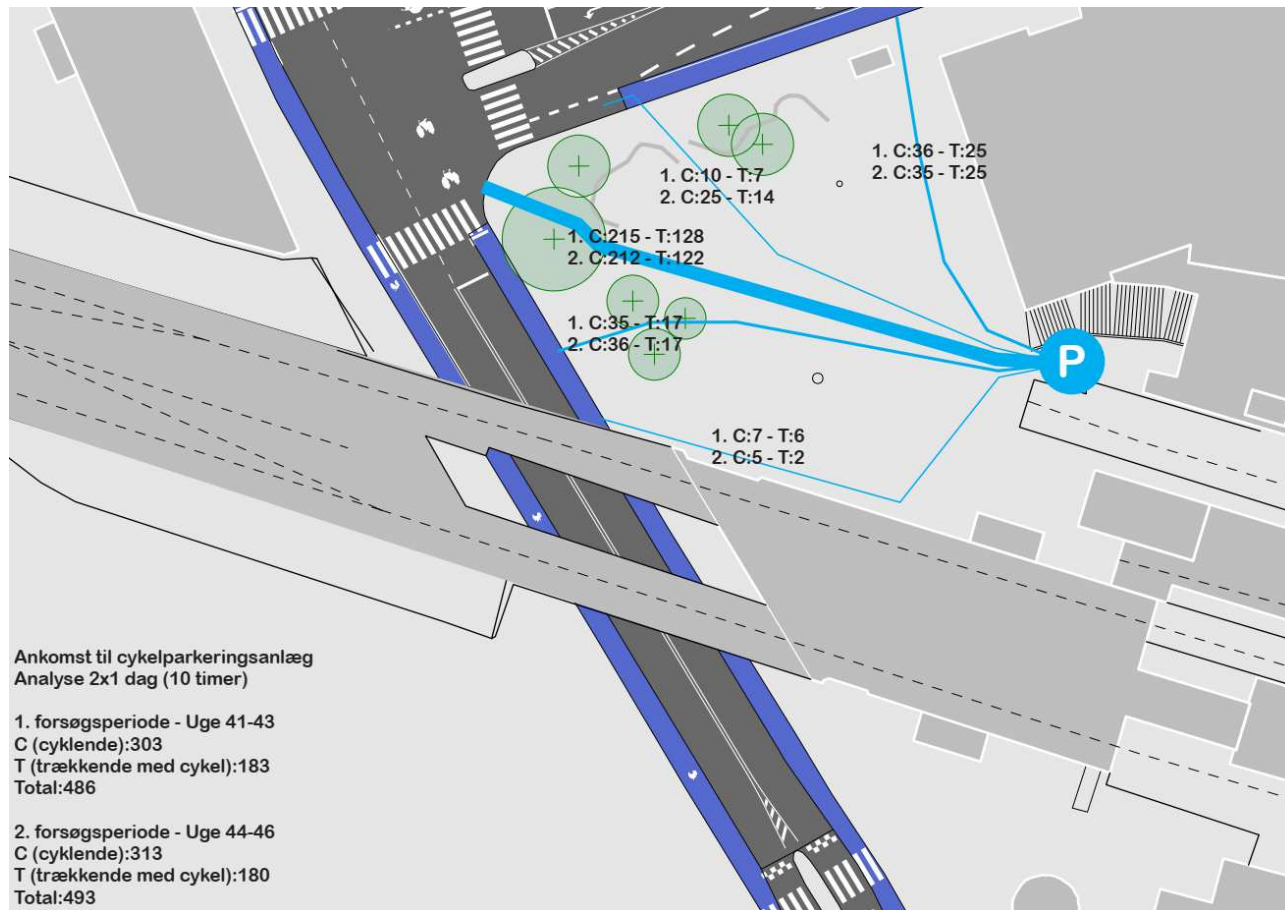 1. C:36 - T:25
2. C:35 - T:25
1. C:10 - T:7
2. C:25 - T:14
1. C:215 - T:128
2. C:212 - T:122
1. C:35 - T:17
2. C:36 - T:17
P
1. C:7 - T:6
2. C:5 - T:2
Ankomst til cykelparkeringsanlæg
Analyse 2x1 dag (10 timer)
1. forsøgsperiode - Uge 41-43
C (cyklende):303
T (trækkende med cykel):183
Total:486
2. forsøgsperiode - Uge 44-46
C (cyklende):313
T (trækkende med cykel):180
Total:493